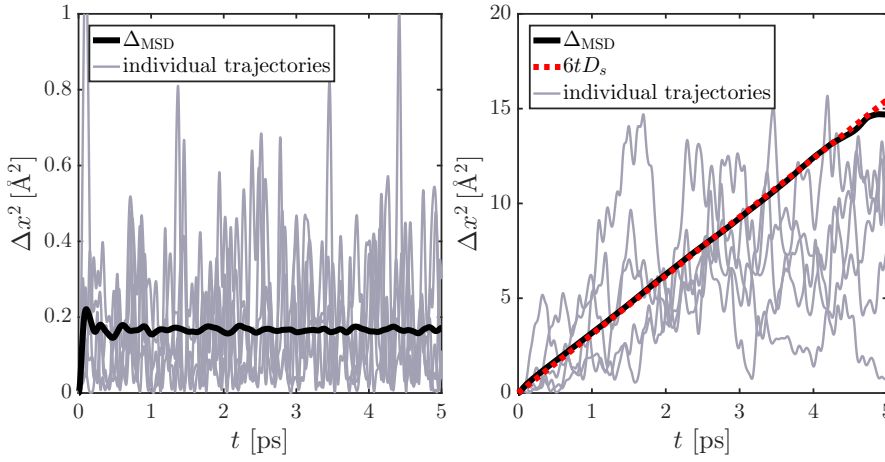 1
0.8
0.6
0.4
0.2
0
Δx² [Å²]
Δ_MSD
individual trajectories
0 1 2 3 4 5
t [ps]
20
15
10
5
0
Δx² [Å²]
Δ_MSD
6tD_s
individual trajectories
0 1 2 3 4 5
t [ps]